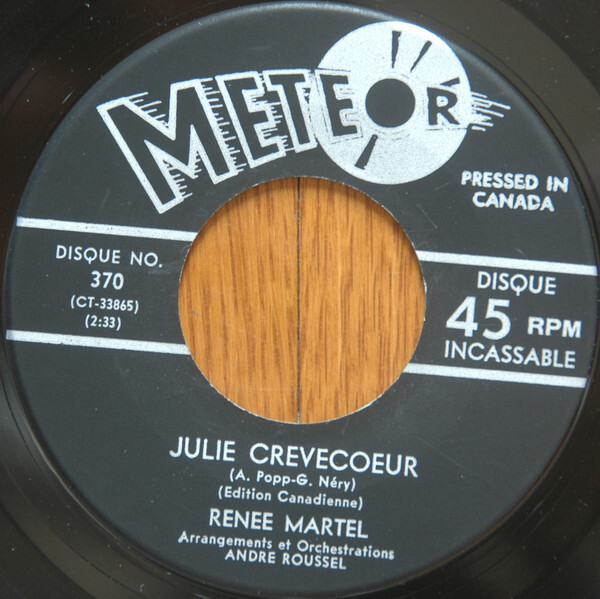 METEOR
PRESSED IN
CANADA
DISQUE NO.
370
(CT-33865)
(2:33)
DISQUE
45 RPM
INCASSABLE
JULIE CREVECOEUR
(A. Popp-G. Néry)
(Edition Canadienne)
RENEE MARTEL
Arrangements et Orchestrations
ANDRE ROUSSEL